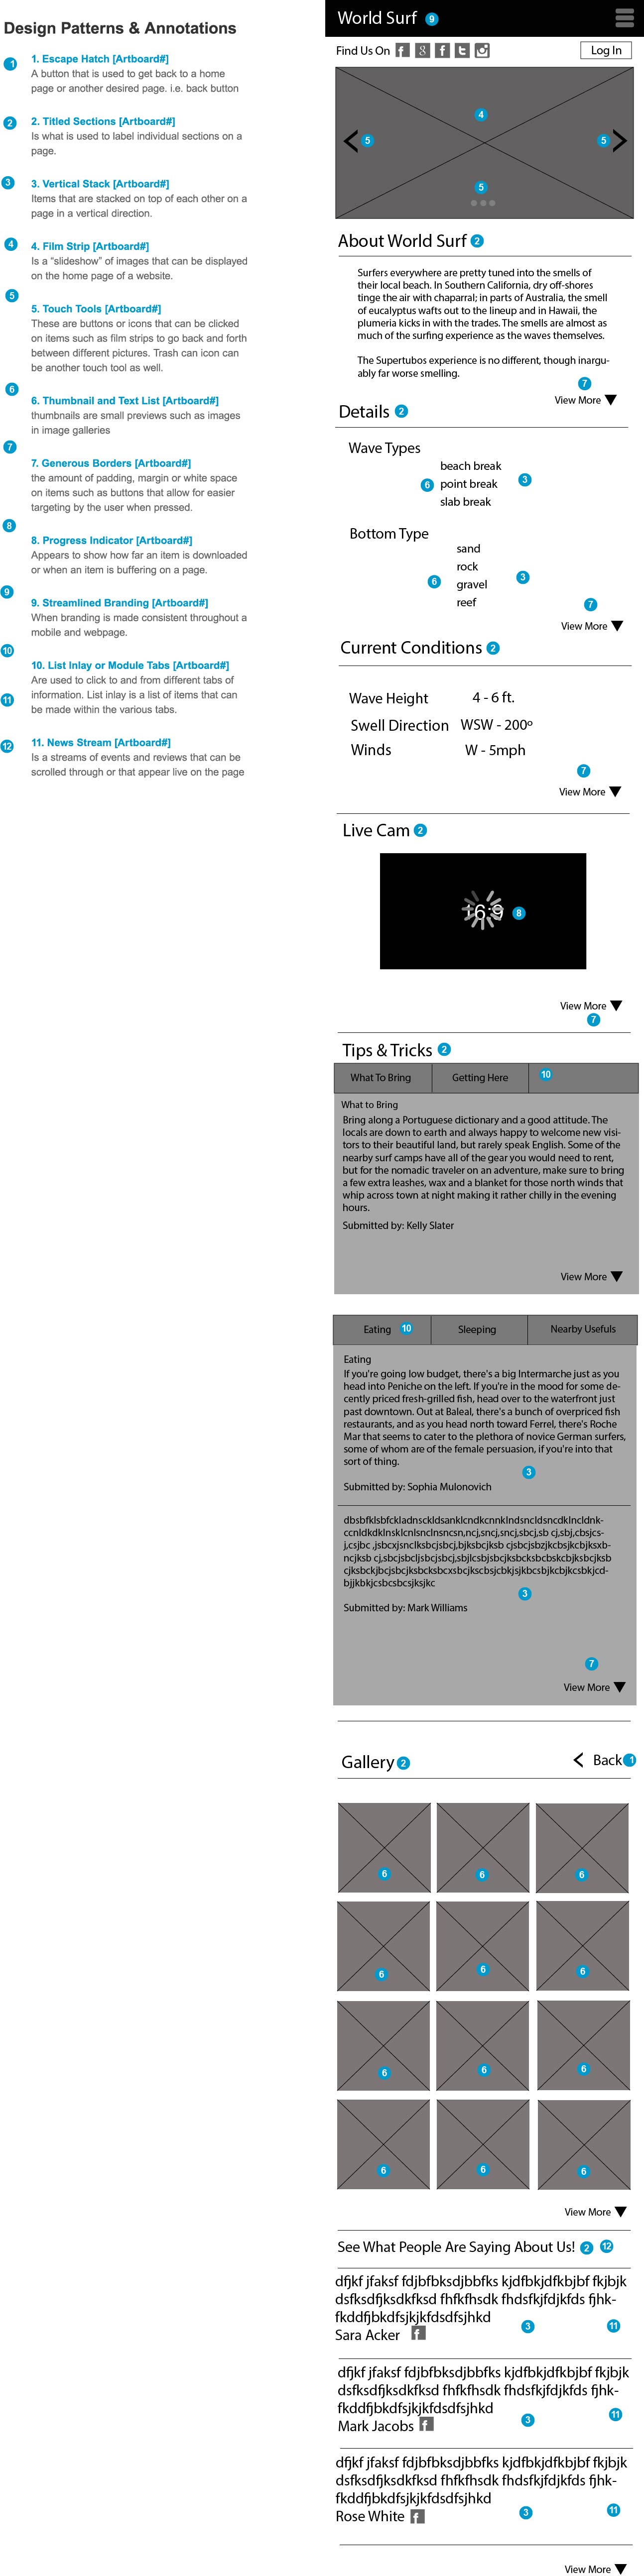 Design Patterns & Annotations
1
1. Escape Hatch [Artboard#]
A button that is used to get back to a home
page or another desired page. i.e. back button
2
2. Titled Sections [Artboard#]
Is what is used to label individual sections on a
page.
3
3. Vertical Stack [Artboard#]
Items that are stacked on top of each other on a
page in a vertical direction.
4
4. Film Strip [Artboard#]
Is a “slideshow” of images that can be displayed
on the home page of a website.
5
5. Touch Tools [Artboard#]
These are buttons or icons that can be clicked
on items such as film strips to go back and forth
between different pictures. Trash can icon can
be another touch tool as well.
6
6. Thumbnail and Text List [Artboard#]
thumbnails are small previews such as images
in image galleries
7
7. Generous Borders [Artboard#]
the amount of padding, margin or white space
on items such as buttons that allow for easier
targeting by the user when pressed.
8
8. Progress Indicator [Artboard#]
Appears to show how far an item is downloaded
or when an item is buffering on a page.
9
9. Streamlined Branding [Artboard#]
When branding is made consistent throughout a
mobile and webpage.
10
10. List Inlay or Module Tabs [Artboard#]
Are used to click to and from different tabs of
information. List inlay is a list of items that can
be made within the various tabs.
11
12
11. News Stream [Artboard#]
Is a streams of events and reviews that can be
scrolled through or that appear live on the page
World Surf 9
Find Us On f g f t Log In
4
5 5
5
About World Surf 2
Surfers everywhere are pretty tuned into the smells of
their local beach. In Southern California, dry off-shores
tinge the air with chaparral; in parts of Australia, the smell
of eucalyptus wafts out to the lineup and in Hawaii, the
plumeria kicks in with the trades. The smells are almost as
much of the surfing experience as the waves themselves.
The Supertubos experience is no different, though inargu-
ably far worse smelling.
7
View More
Details 2
Wave Types
beach break
6 point break 3
slab break
Bottom Type
sand
rock
6 gravel 3
reef
7
View More
Current Conditions 2
Wave Height 4 - 6 ft.
Swell Direction WSW - 200º
Winds W - 5mph
7
View More
Live Cam 2
16:9 8
View More
7
Tips & Tricks 2
What To Bring Getting Here 10
What to Bring
Bring along a Portuguese dictionary and a good attitude. The
locals are down to earth and always happy to welcome new visi-
tors to their beautiful land, but rarely speak English. Some of the
nearby surf camps have all of the gear you would need to rent,
but for the nomadic traveler on an adventure, make sure to bring
a few extra leashes, wax and a blanket for those north winds that
whip across town at night making it rather chilly in the evening
hours.
Submitted by: Kelly Slater
View More
Eating 10 Sleeping Nearby Usefuls
Eating
If you're going low budget, there's a big Intermarche just as you
head into Peniche on the left. If you're in the mood for some de-
cently priced fresh-grilled fish, head over to the waterfront just
past downtown. Out at Baleal, there's a bunch of overpriced fish
restaurants, and as you head north toward Ferrel, there's Roche
Mar that seems to cater to the plethora of novice German surfers,
some of whom are of the female persuasion, if you're into that
sort of thing.
3
Submitted by: Sophia Mulonovich
3
Submitted by: Mark Williams
7
View More
Gallery 2 Back 1
6 6 6
6 6 6
6 6 6
6 6 6
View More
See What People Are Saying About Us! 2 12
dfjkf jfaksf fdjbfbksdjbbfks kjdfbkjdfkbjbf fkjbjk
dsfksdfjksdkfksd fhfkfhsdk fhdsfkjfdjkfds fjhk-
fkddfjbkdfsjkjkfdsdfsjhkd
Sara Acker f 3 11
dfjkf jfaksf fdjbfbksdjbbfks kjdfbkjdfkbjbf fkjbjk
dsfksdfjksdkfksd fhfkfhsdk fhdsfkjfdjkfds fjhk-
fkddfjbkdfsjkjkfdsdfsjhkd
Mark Jacobs f 3 11
dfjkf jfaksf fdjbfbksdjbbfks kjdfbkjdfkbjbf fkjbjk
dsfksdfjksdkfksd fhfkfhsdk fhdsfkjfdjkfds fjhk-
fkddfjbkdfsjkjkfdsdfsjhkd
Rose White f 3 11
View More